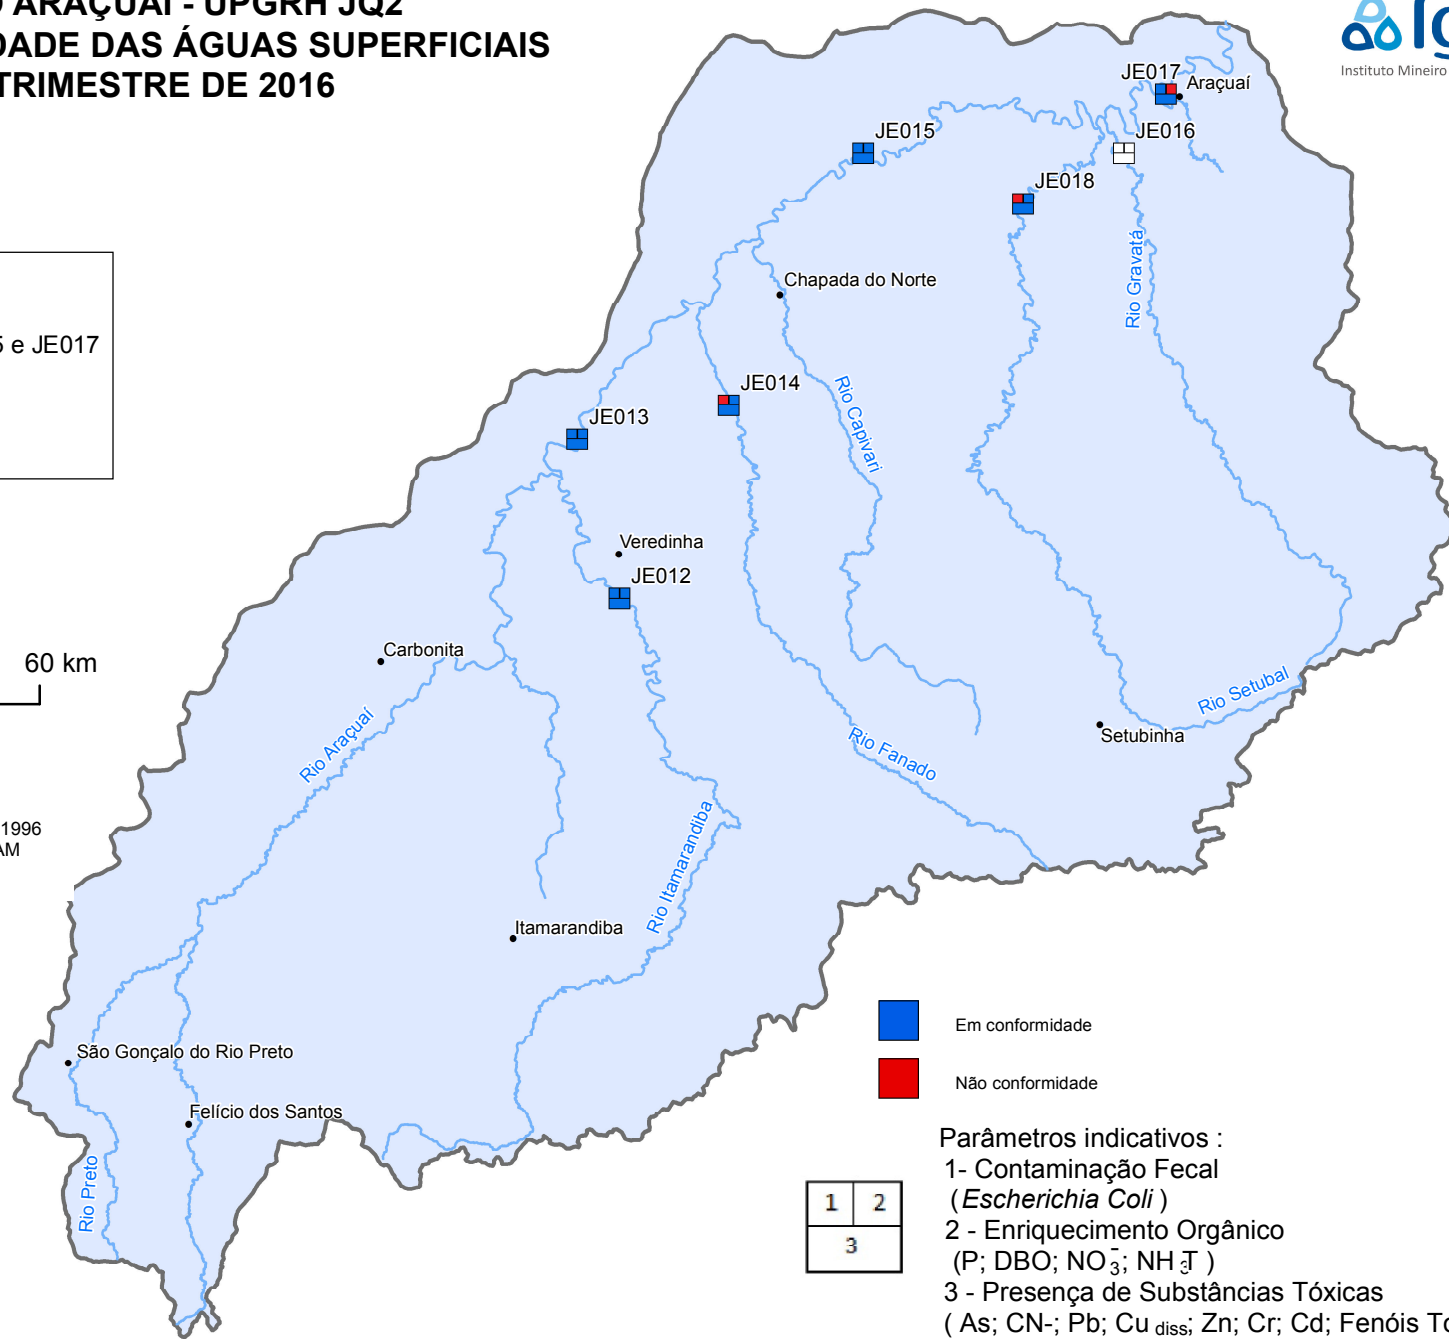 ARAÇUAÍ - UPGRH JQ2
DADE DAS ÁGUAS SUPERFICIAIS
TRIMESTRE DE 2016
Instituto Mineiro
JE017
Araçuaí
JE015
JE016
JE018
Rio Gravatá
Chapada do Norte
e JE017
JE014
Rio Capivari
JE013
Veredinha
JE012
Carbonita
60 km
Rio Setubal
Setubinha
Rio Araçuaí
Rio Fanado
1996
AM
Rio Itamarandiba
Itamarandiba
Em conformidade
São Gonçalo do Rio Preto
Não conformidade
Felício dos Santos
Rio Preto
Parâmetros indicativos :
1- Contaminação Fecal
(Escherichia Coli )
1 2
3
2 - Enriquecimento Orgânico
(P; DBO; NO3-; NH3T )
3 - Presença de Substâncias Tóxicas
( As; CN-; Pb; Cu diss; Zn; Cr; Cd; Fenóis